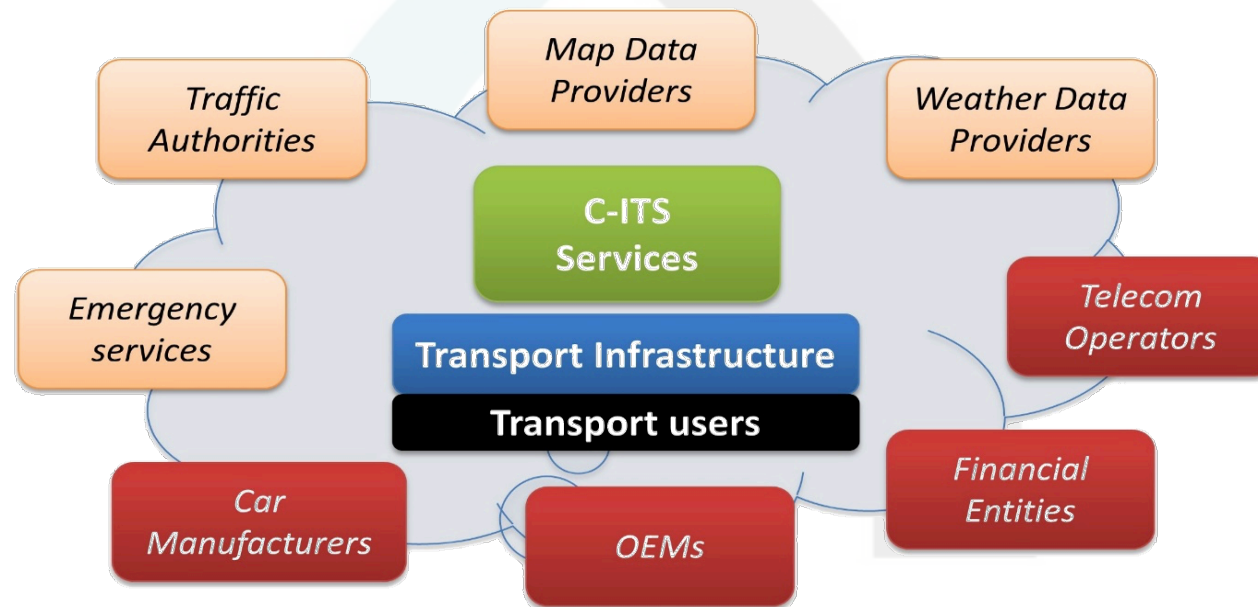 Map Data
Providers
Traffic
Authorities
Weather Data
Providers
C-ITS
Services
Emergency
services
Telecom
Operators
Transport Infrastructure
Transport users
Car
Manufacturers
OEMs
Financial
Entities